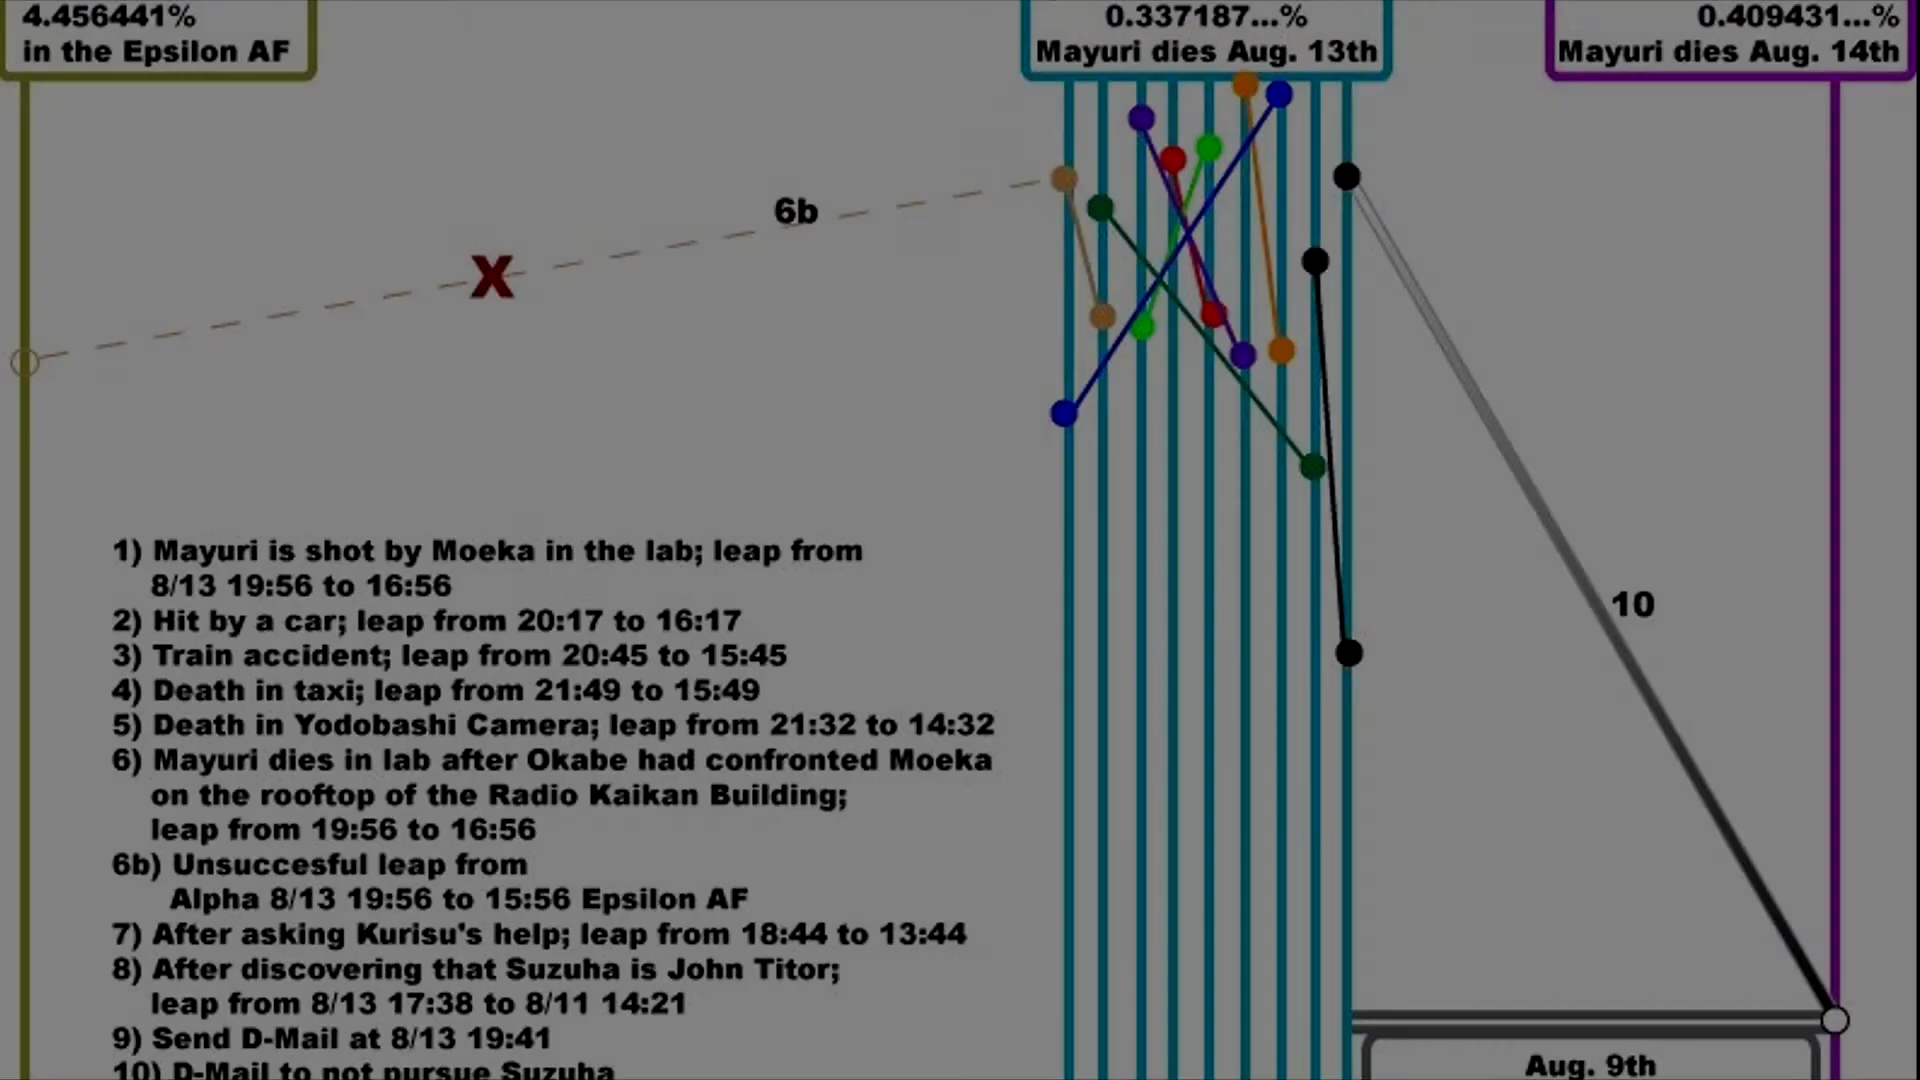 4.456441%
in the Epsilon AF
0.337187...%
Mayuri dies Aug. 13th
0.409431...%
Mayuri dies Aug. 14th
6b
X
10
1) Mayuri is shot by Moeka in the lab; leap from
8/13 19:56 to 16:56
2) Hit by a car; leap from 20:17 to 16:17
3) Train accident; leap from 20:45 to 15:45
4) Death in taxi; leap from 21:49 to 15:49
5) Death in Yodobashi Camera; leap from 21:32 to 14:32
6) Mayuri dies in lab after Okabe had confronted Moeka
on the rooftop of the Radio Kaikan Building;
leap from 19:56 to 16:56
6b) Unsuccesful leap from
Alpha 8/13 19:56 to 15:56 Epsilon AF
7) After asking Kurisu's help; leap from 18:44 to 13:44
8) After discovering that Suzuha is John Titor;
leap from 8/13 17:38 to 8/11 14:21
9) Send D-Mail at 8/13 19:41
10) D-Mail to not pursue Suzuha
Aug. 9th